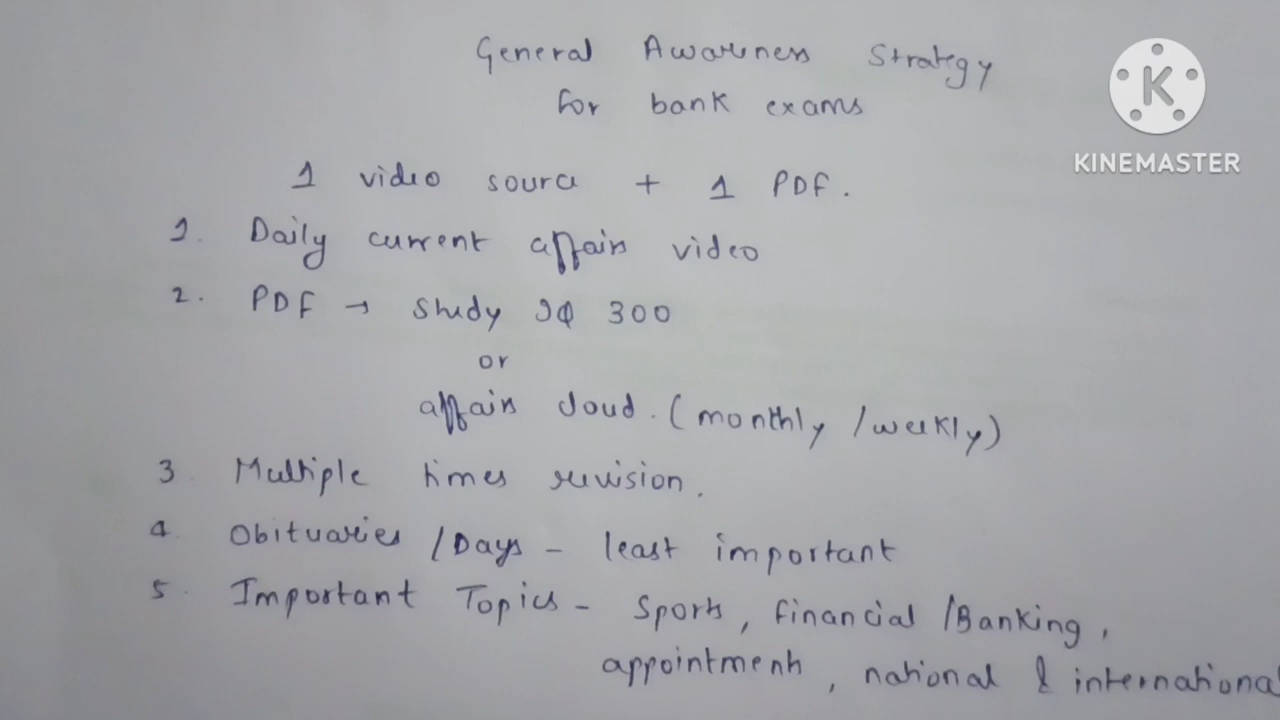 General Awareness Strategy
for bank exams
K
KINEMASTER
1 video source + 1 PDF.
1. Daily current affairs video
2. PDF → Study IQ 300
or
affairs cloud. (monthly / weekly)
3 Multiple times revision.
4 Obituaries / Days - least important
5. Important Topics - Sports, financial / Banking,
appointments, national & international